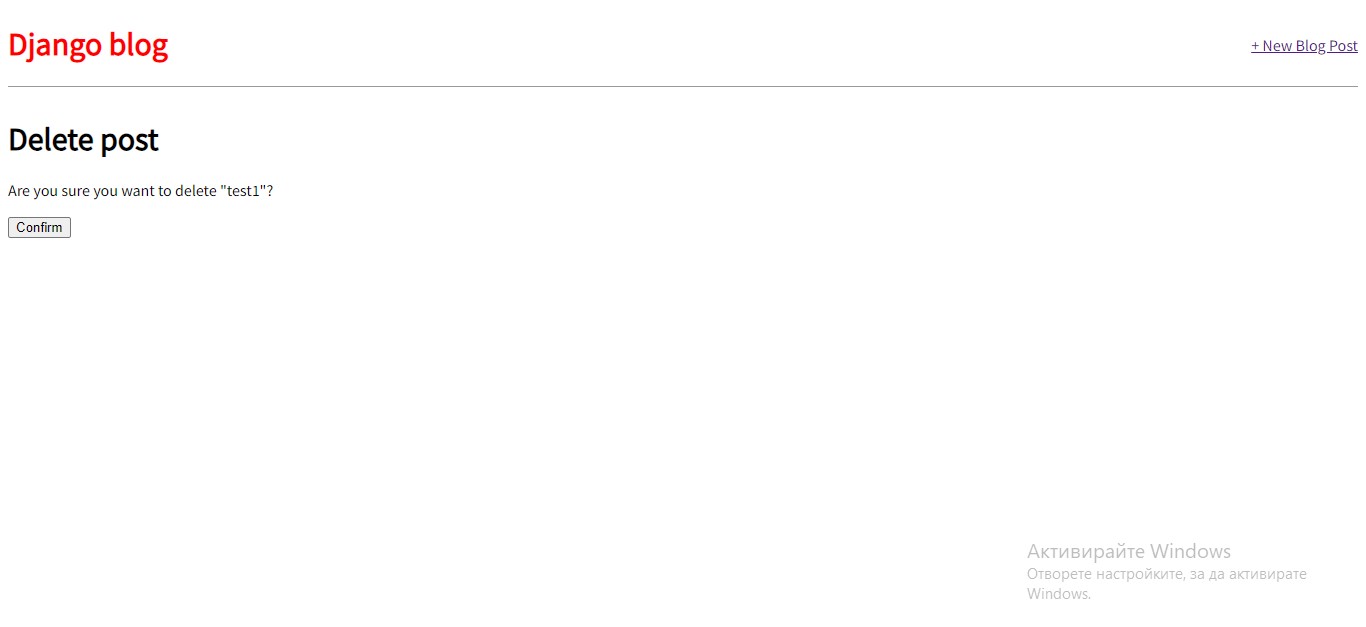 Django blog
+ New Blog Post
Delete post
Are you sure you want to delete "test1"?
Confirm
Активирайте Windows
Отворете настройките, за да активирате
Windows.